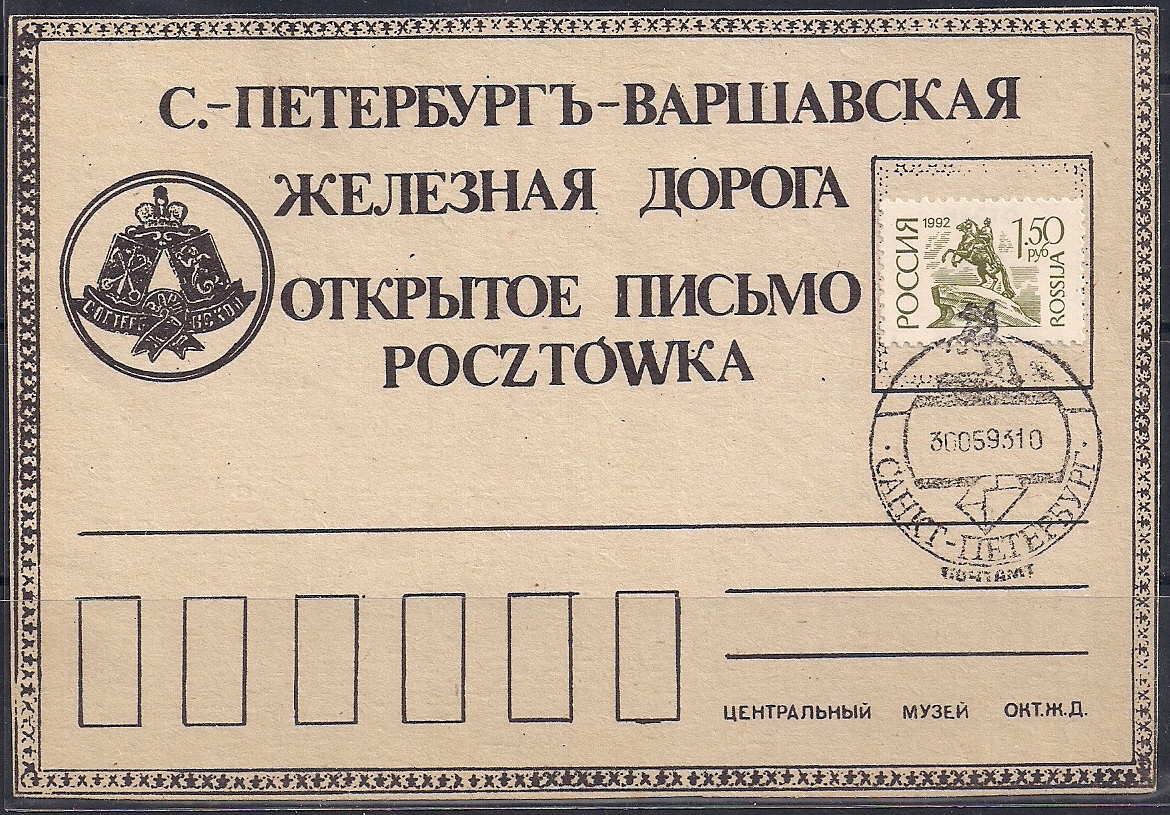 С.-ПЕТЕРБУРГЪ-ВАРШАВСКАЯ
ЖЕЛЕЗНАЯ ДОРОГА
ОТКРЫТОЕ ПИСЬМО
POCZTÓWKA
РОССИЯ 1992 1.50
руб
ROSSIJA
30059310
САНКТ-ПЕТЕРБУРГ
ПОЧТАМТ
ЦЕНТРАЛЬНЫЙ МУЗЕЙ ОКТ.Ж.Д.